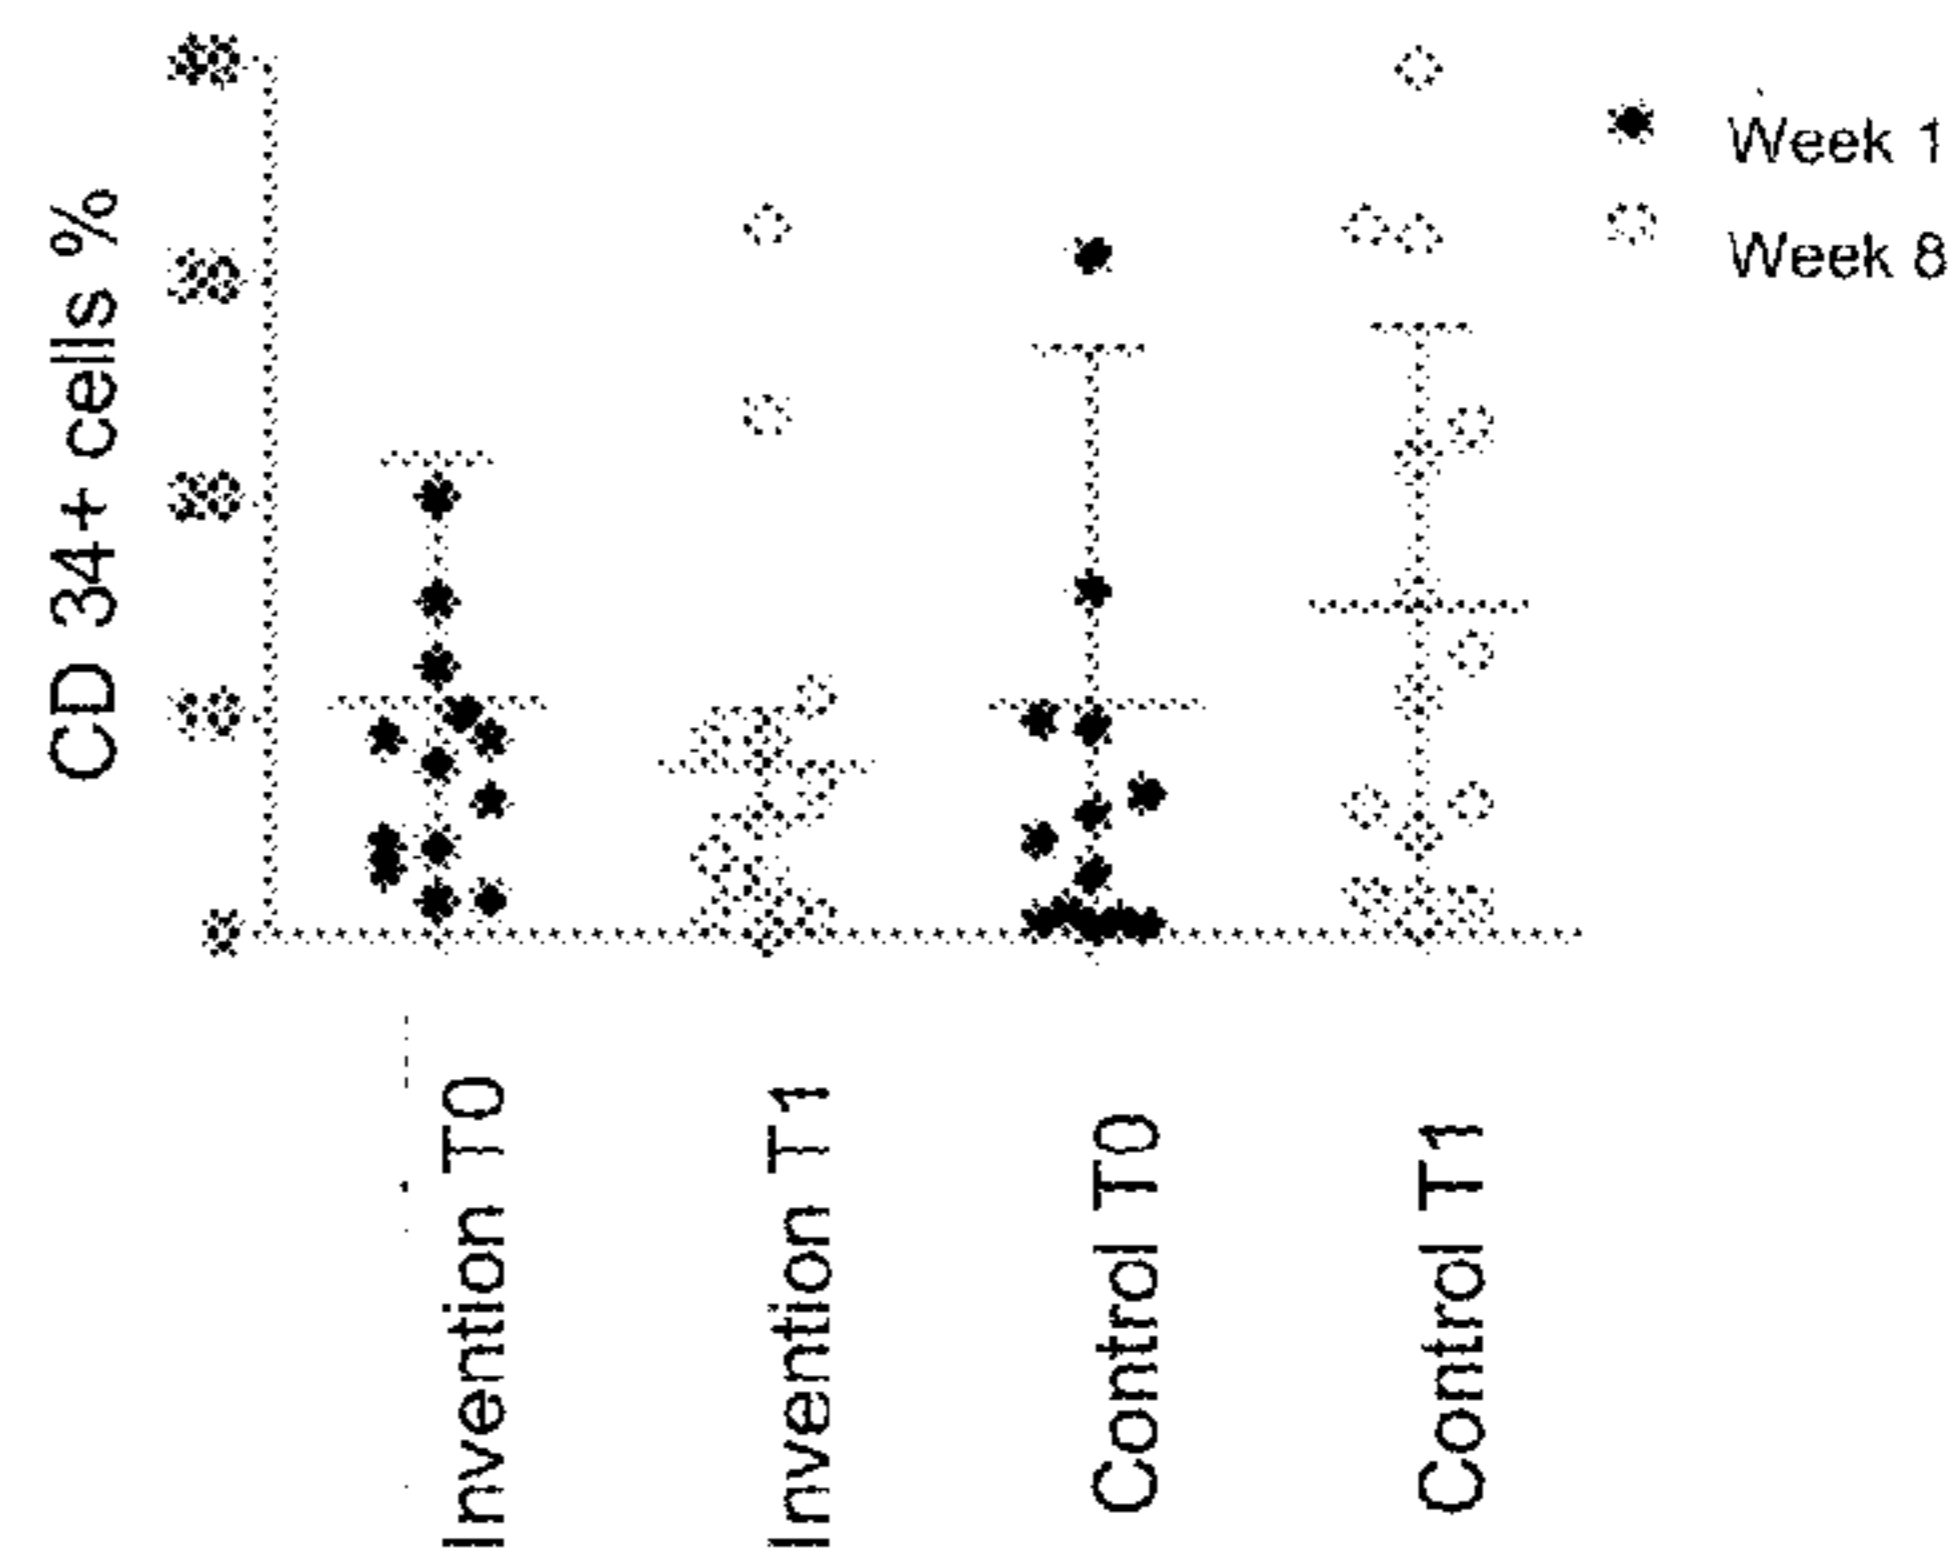 CD 34+ cells %
Week 1
Week 8
Invention T0
Invention T1
Control T0
Control T1